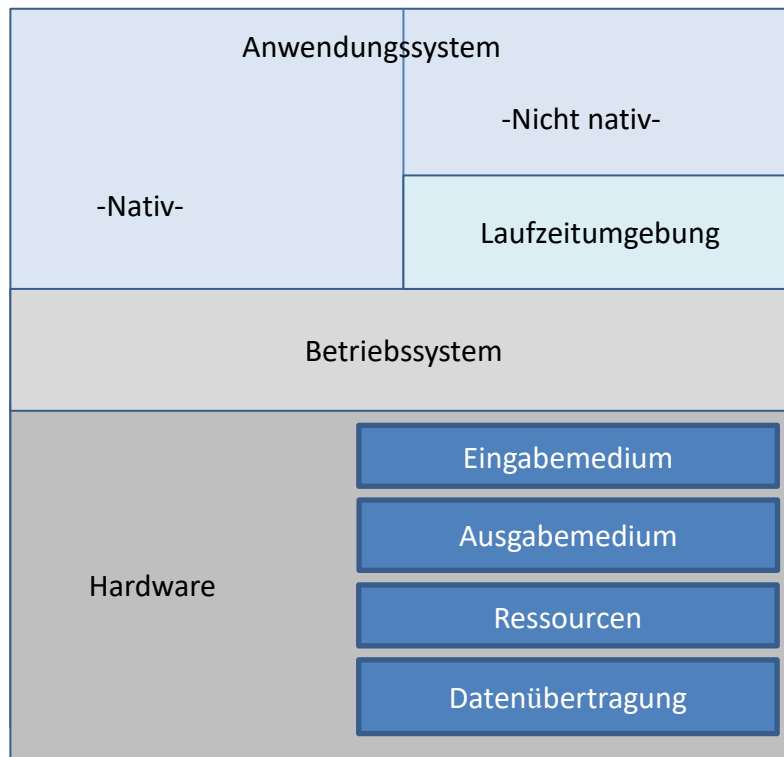 Anwendungssystem
-Nicht nativ-
-Nativ-
Laufzeitumgebung
Betriebssystem
Eingabemedium
Ausgabemedium
Hardware
Ressourcen
Datenübertragung